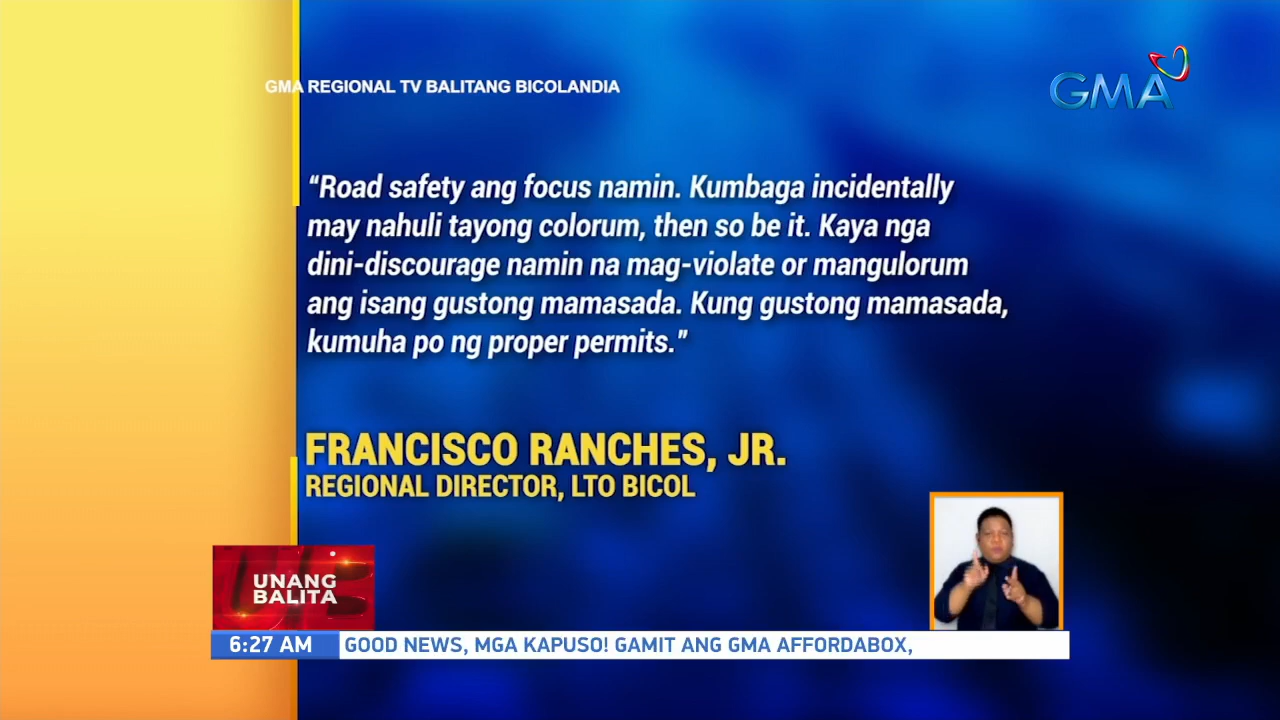 GMA REGIONAL TV BALITANG BICOLANDIA
GMA
“Road safety ang focus namin. Kumbaga incidentally
may nahuli tayong colorum, then so be it. Kaya nga
dini-discourage namin na mag-violate or mangulorum
ang isang gustong mamasada. Kung gustong mamasada,
kumuha po ng proper permits.”
FRANCISCO RANCHES, JR.
REGIONAL DIRECTOR, LTO BICOL
UNANG
BALITA
6:27 AM
GOOD NEWS, MGA KAPUSO! GAMIT ANG GMA AFFORDABOX,